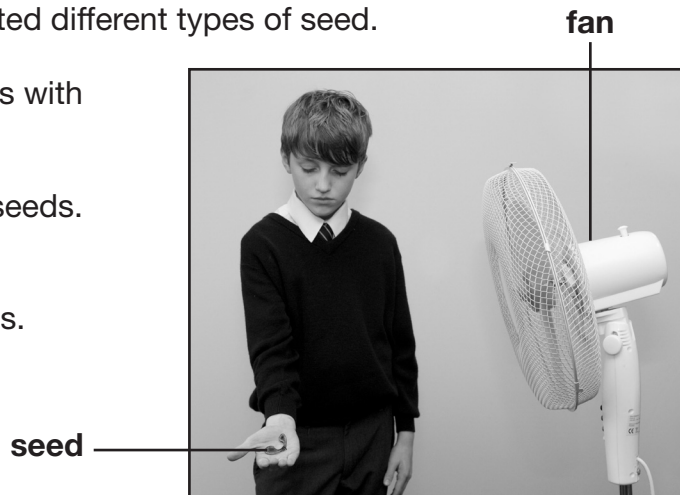 ted different types of seed.
fan
s with
seeds.
s.
seed